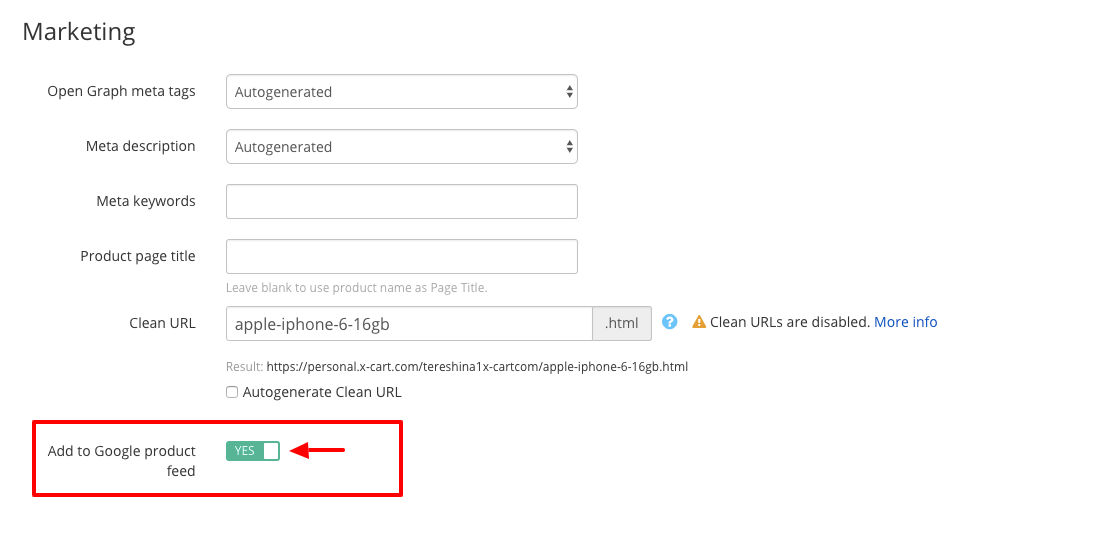 Marketing
Open Graph meta tags
Autogenerated
Meta description
Autogenerated
Meta keywords
Product page title
Leave blank to use product name as Page Title.
Clean URL
apple-iphone-6-16gb
.html
? Clean URLs are disabled. More info
Result: https://personal.x-cart.com/tereshina1x-cartcom/apple-iphone-6-16gb.html
Autogenerate Clean URL
Add to Google product
feed
YES